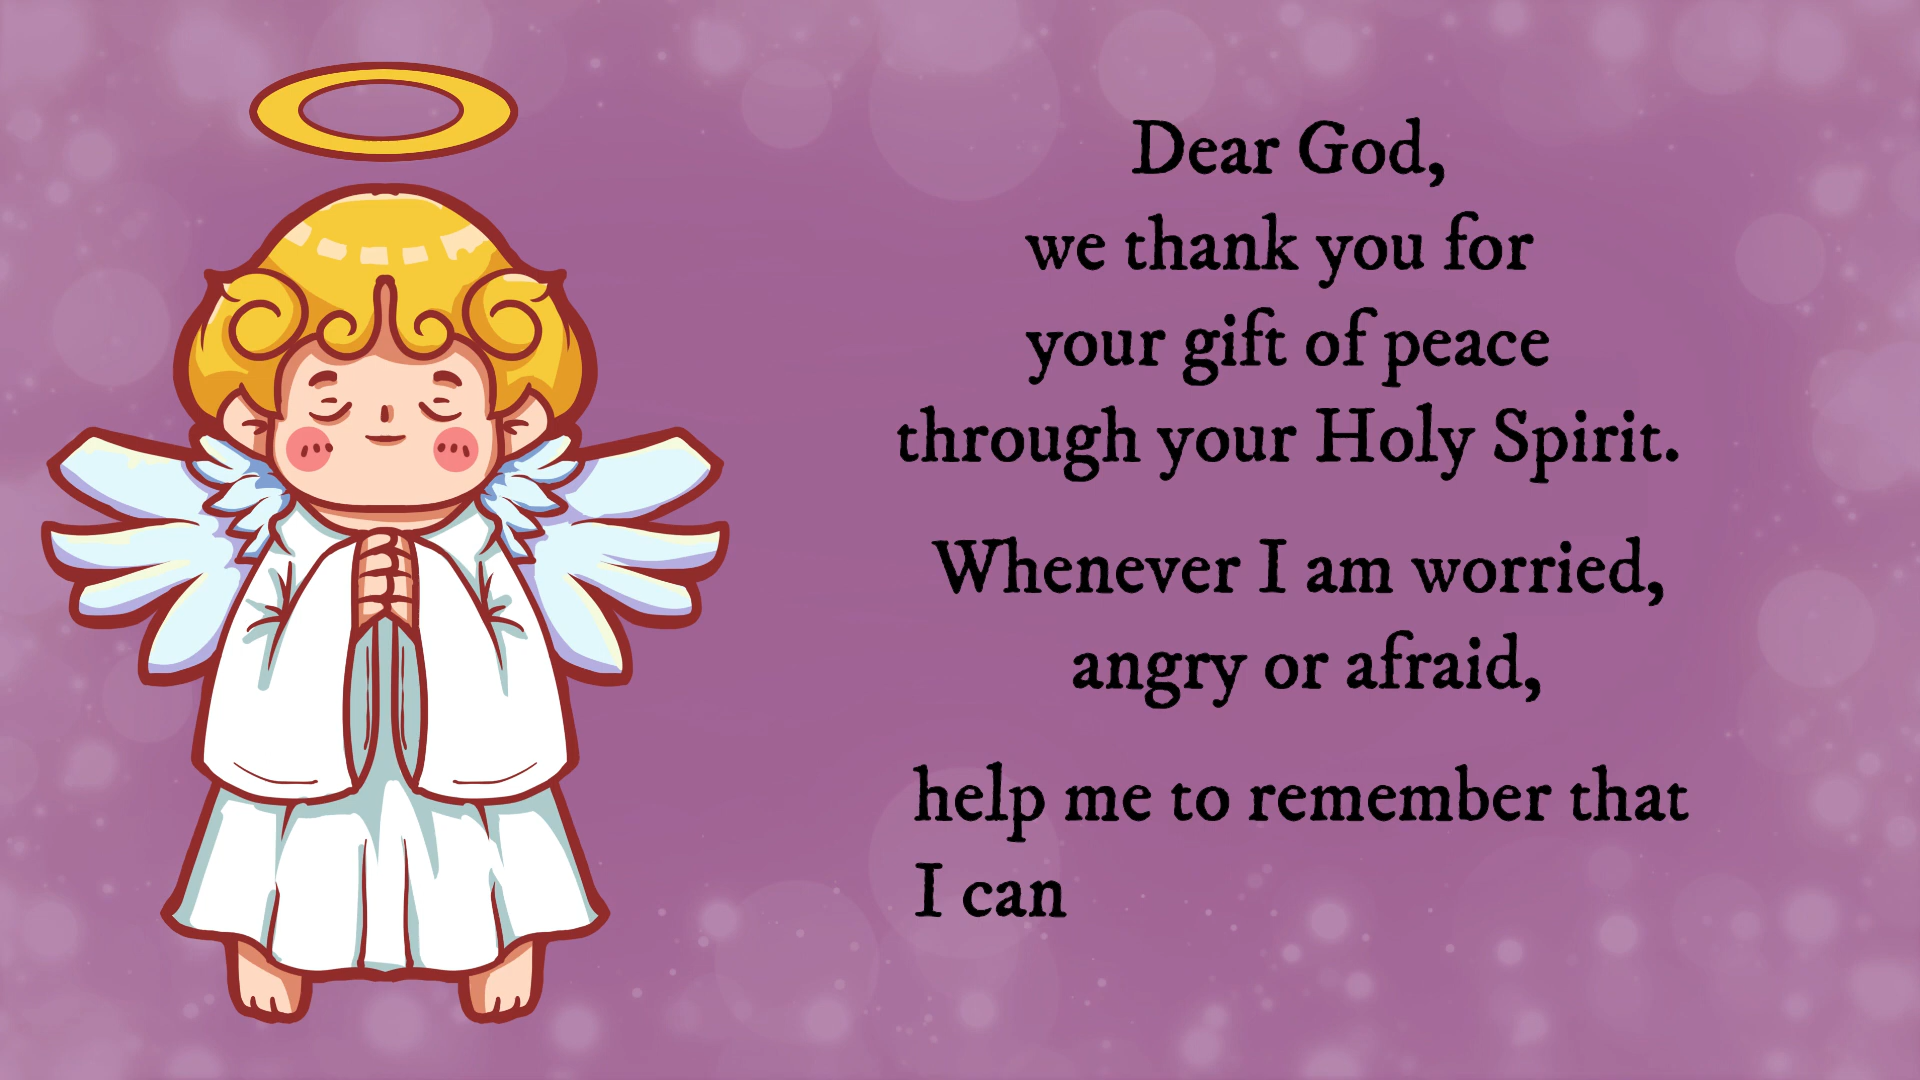 Dear God,
we thank you for
your gift of peace
through your Holy Spirit.
Whenever I am worried,
angry or afraid,
help me to remember that
I can